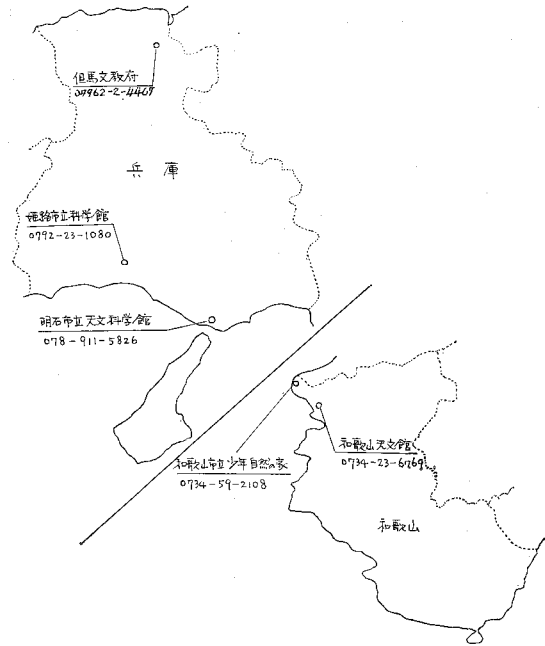 但馬文教府
07962-2-4467
兵庫
姫路市立科学館
0792-23-1080
明石市立天文科学館
078-911-5826
和歌山天文館
0734-23-6769
和歌山市立少年自然の家
0734-59-2108
和歌山